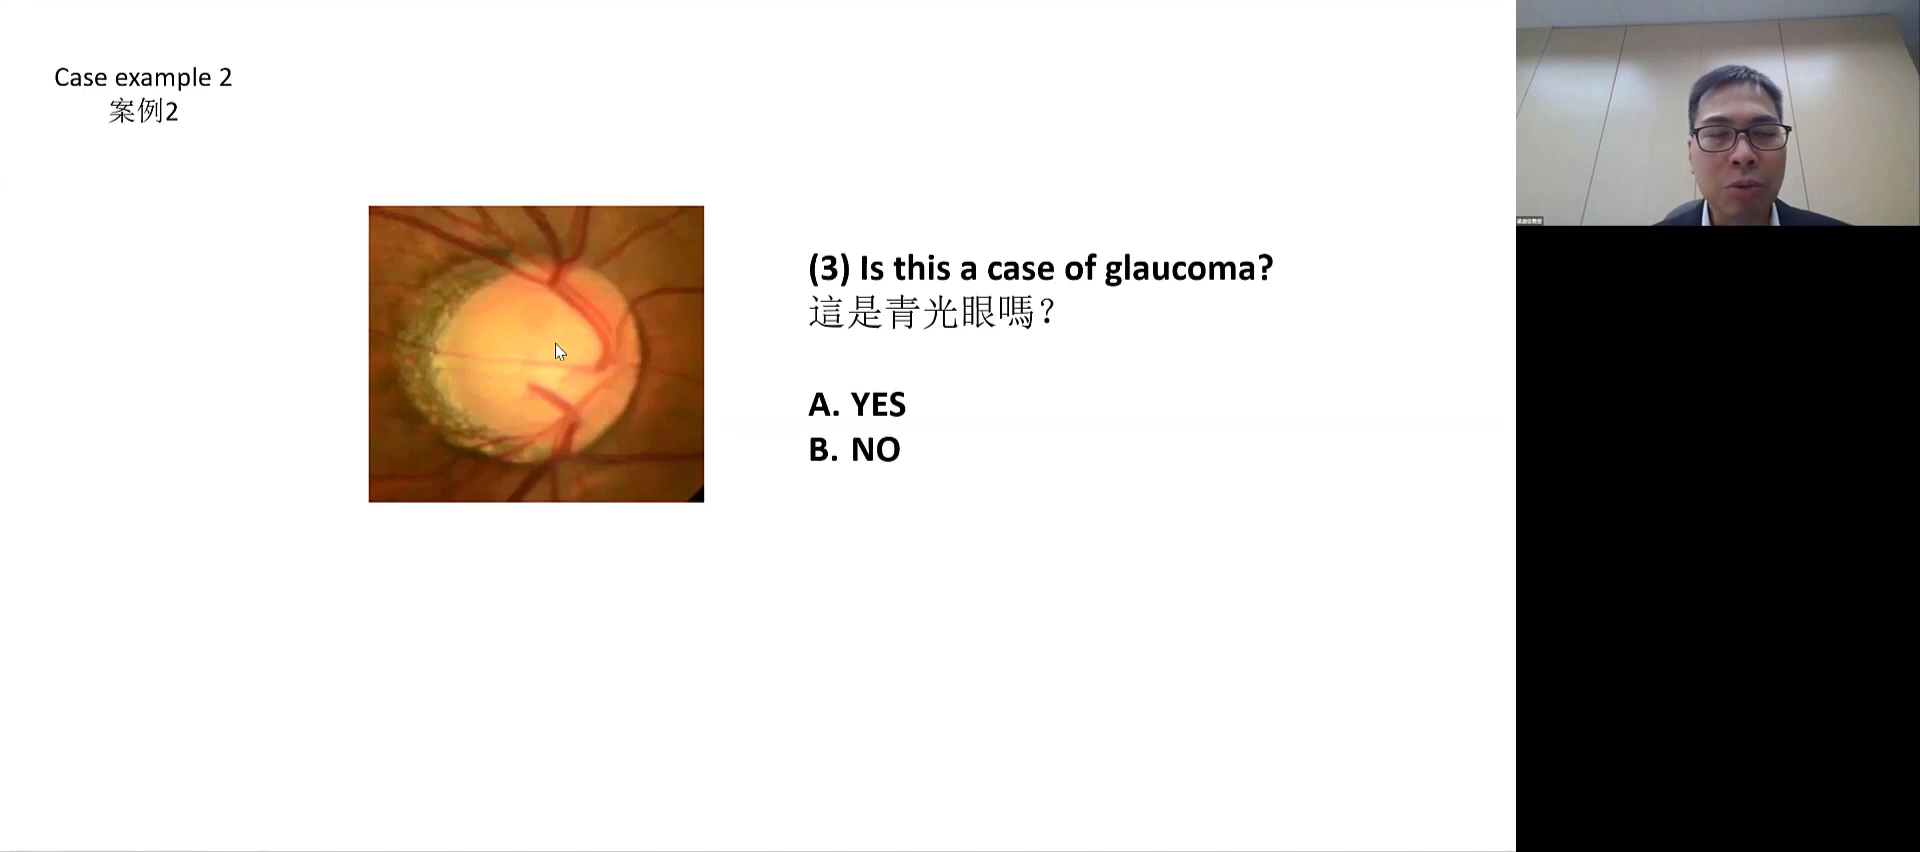 Case example 2
案例2
(3) Is this a case of glaucoma?
這是青光眼嗎？
A. YES
B. NO